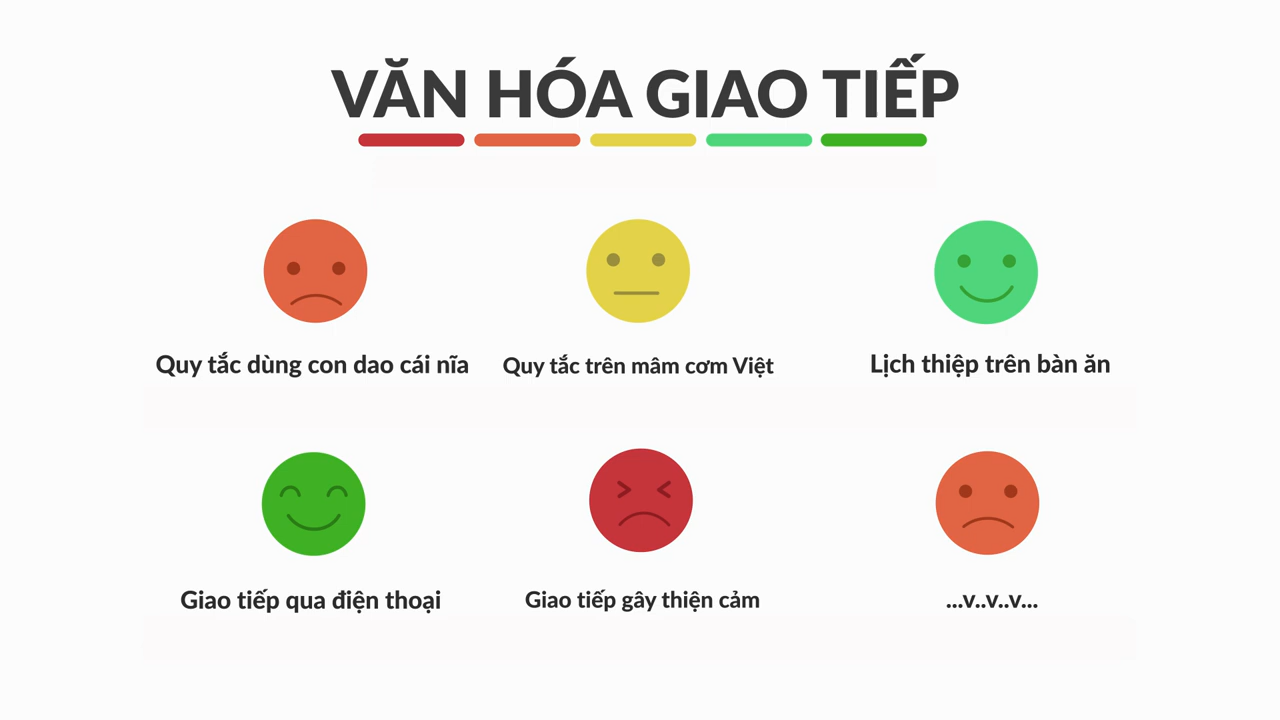 VĂN HÓA GIAO TIẾP
Quy tắc dùng con dao cái nĩa
Quy tắc trên mâm cơm Việt
Lịch thiệp trên bàn ăn
Giao tiếp qua điện thoại
Giao tiếp gây thiện cảm
...v..v..v...